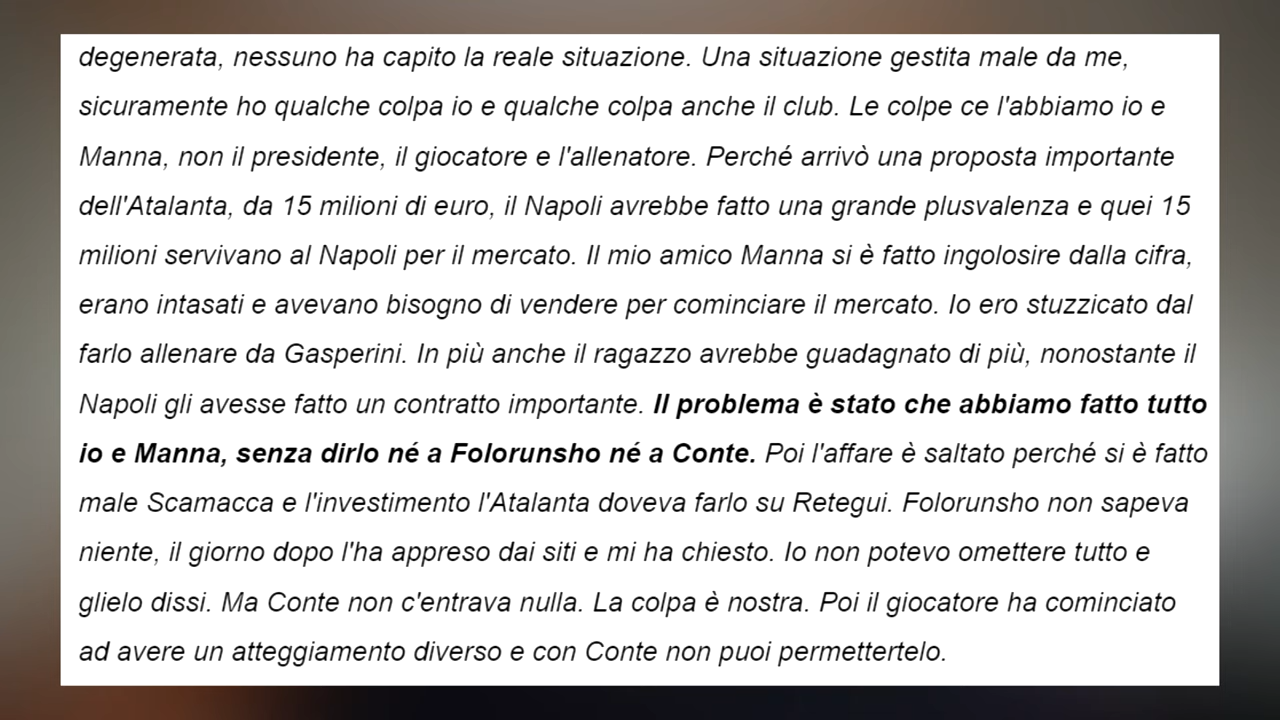 degenerata, nessuno ha capito la reale situazione. Una situazione gestita male da me,
sicuramente ho qualche colpa io e qualche colpa anche il club. Le colpe ce l'abbiamo io e
Manna, non il presidente, il giocatore e l'allenatore. Perché arrivò una proposta importante
dell'Atalanta, da 15 milioni di euro, il Napoli avrebbe fatto una grande plusvalenza e quei 15
milioni servivano al Napoli per il mercato. Il mio amico Manna si è fatto ingolosire dalla cifra,
erano intasati e avevano bisogno di vendere per cominciare il mercato. Io ero stuzzicato dal
farlo allenare da Gasperini. In più anche il ragazzo avrebbe guadagnato di più, nonostante il
Napoli gli avesse fatto un contratto importante. Il problema è stato che abbiamo fatto tutto
io e Manna, senza dirlo né a Folorunsho né a Conte. Poi l'affare è saltato perché si è fatto
male Scamacca e l'investimento l'Atalanta doveva farlo su Retegui. Folorunsho non sapeva
niente, il giorno dopo l'ha appreso dai siti e mi ha chiesto. Io non potevo omettere tutto e
glielo dissi. Ma Conte non c'entrava nulla. La colpa è nostra. Poi il giocatore ha cominciato
ad avere un atteggiamento diverso e con Conte non puoi permettertelo.